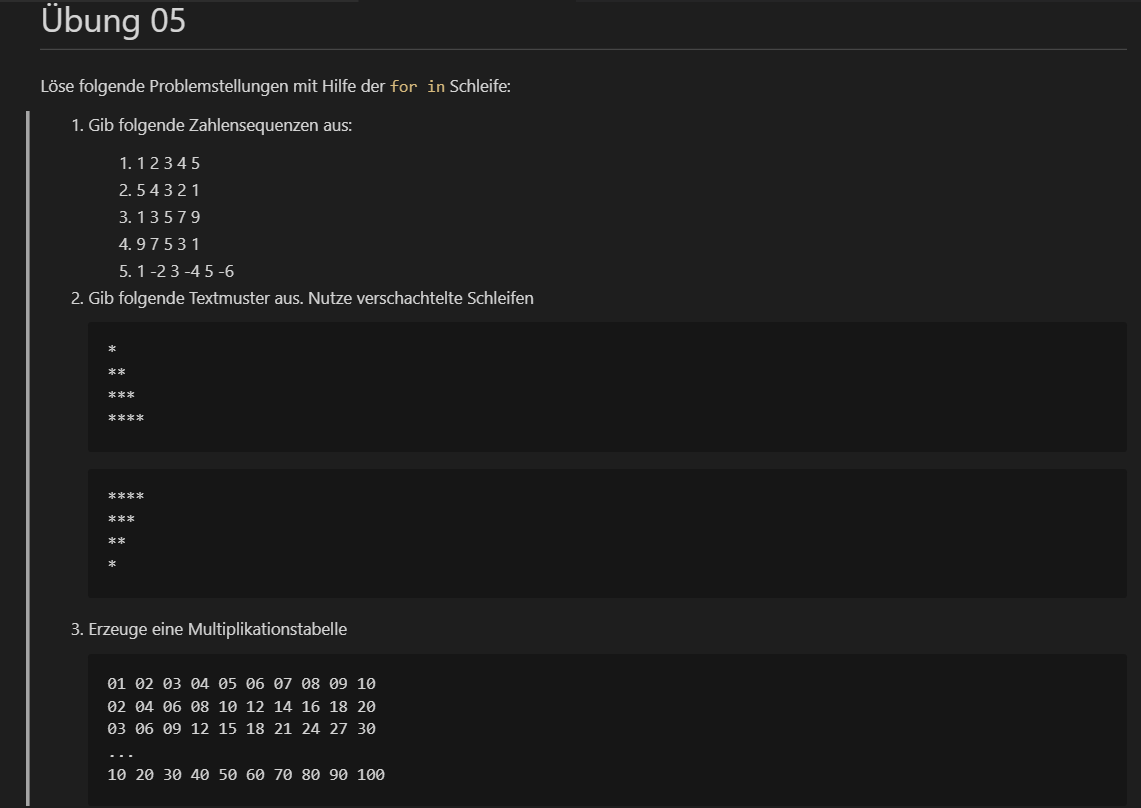 Übung 05
Löse folgende Problemstellungen mit Hilfe der for in Schleife:
1. Gib folgende Zahlensequenzen aus:
1. 1 2 3 4 5
2. 5 4 3 2 1
3. 1 3 5 7 9
4. 9 7 5 3 1
5. 1 -2 3 -4 5 -6
2. Gib folgende Textmuster aus. Nutze verschachtelte Schleifen
*
**
***
****
****
***
**
*
3. Erzeuge eine Multiplikationstabelle
01 02 03 04 05 06 07 08 09 10
02 04 06 08 10 12 14 16 18 20
03 06 09 12 15 18 21 24 27 30
...
10 20 30 40 50 60 70 80 90 100